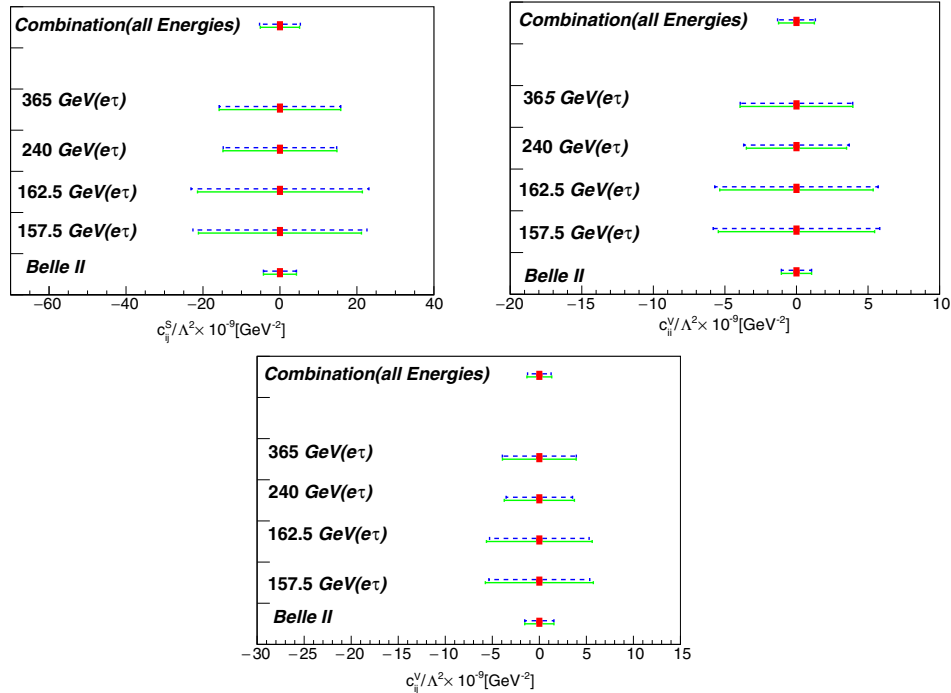 Combination(all Energies)
365 GeV(eτ)
240 GeV(eτ)
162.5 GeV(eτ)
157.5 GeV(eτ)
Belle II
−60 −40 −20 0 20 40
c^S_ij/Λ²× 10^-9[GeV^-2]
Combination(all Energies)
365 GeV(eτ)
240 GeV(eτ)
162.5 GeV(eτ)
157.5 GeV(eτ)
Belle II
−20 −15 −10 −5 0 5 10
c^V_ii/Λ²× 10^-9[GeV^-2]
Combination(all Energies)
365 GeV(eτ)
240 GeV(eτ)
162.5 GeV(eτ)
157.5 GeV(eτ)
Belle II
−30 −25 −20 −15 −10 −5 0 5 10 15
c^V_ij/Λ²× 10^-9[GeV^-2]